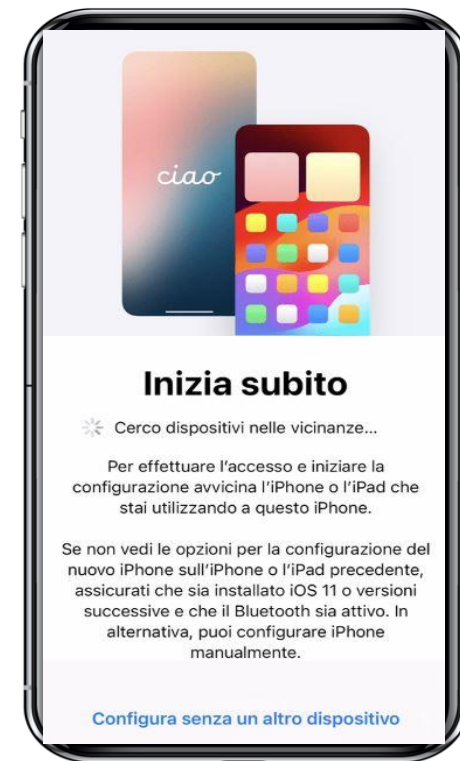 ciao
Inizia subito
Cerco dispositivi nelle vicinanze...
Per effettuare l'accesso e iniziare la
configurazione avvicina l'iPhone o l'iPad che
stai utilizzando a questo iPhone.
Se non vedi le opzioni per la configurazione del
nuovo iPhone sull'iPhone o l'iPad precedente,
assicurati che sia installato iOS 11 o versioni
successive e che il Bluetooth sia attivo. In
alternativa, puoi configurare iPhone
manualmente.
Configura senza un altro dispositivo